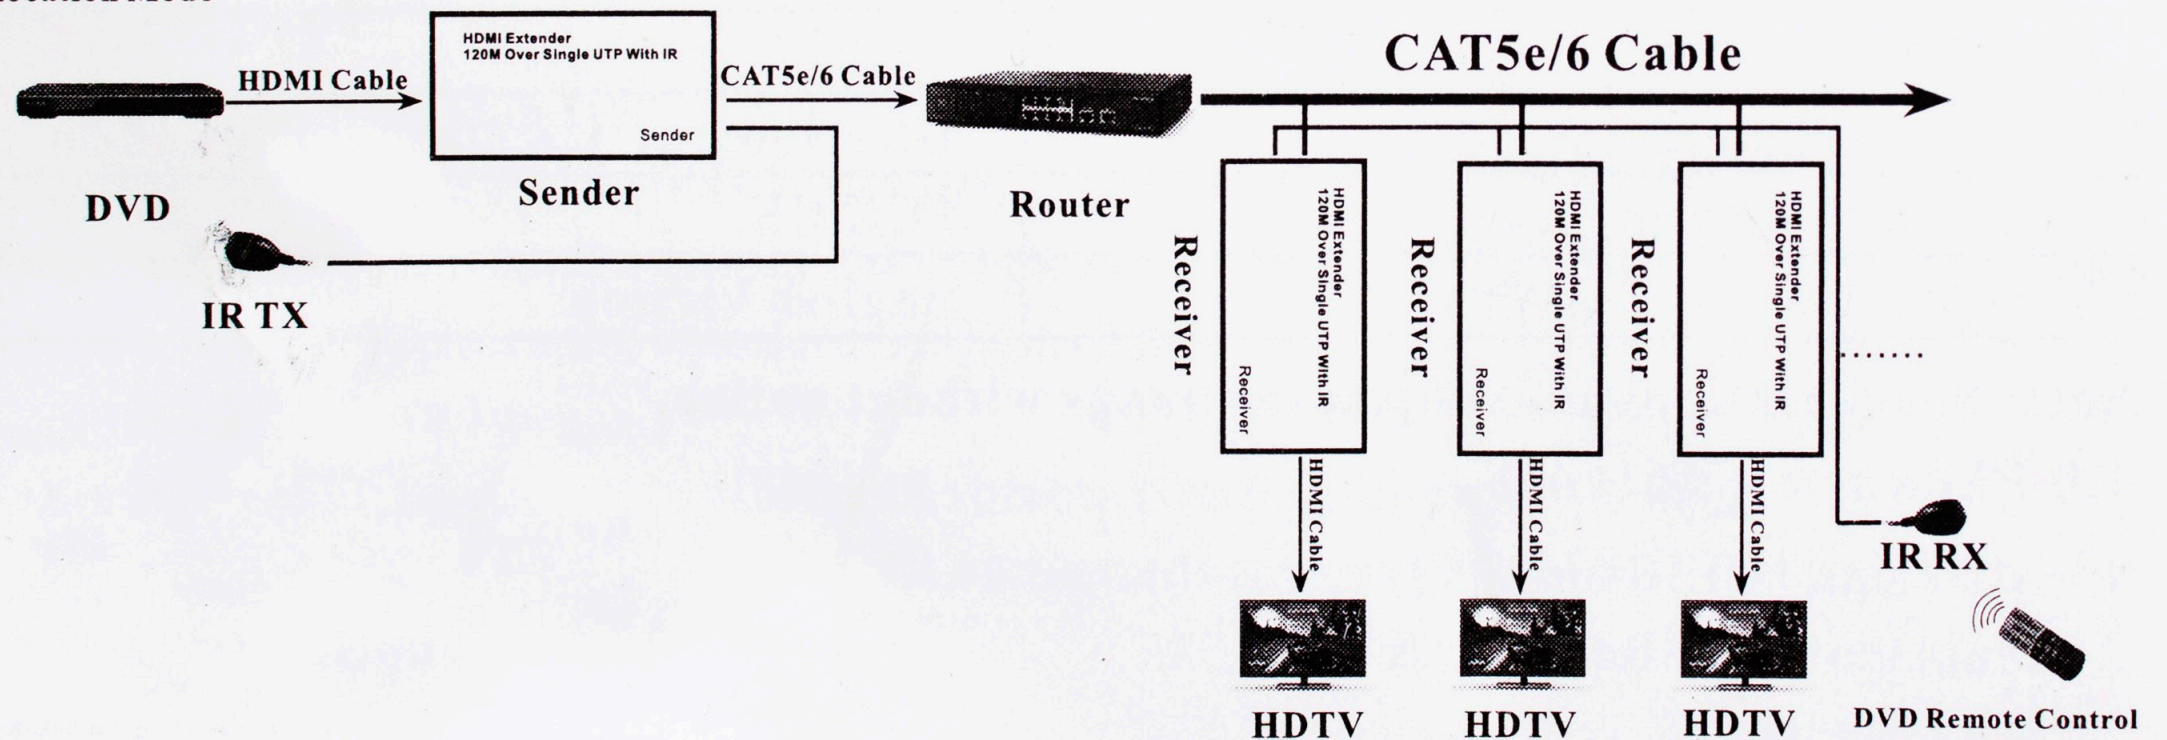 HDMI Extender
120M Over Single UTP With IR
Sender
HDMI Cable
CAT5e/6 Cable
CAT5e/6 Cable
DVD
Sender
Router
IR TX
Receiver
HDMI Extender
120M Over Single UTP With IR
Receiver
Receiver
HDMI Extender
120M Over Single UTP With IR
Receiver
Receiver
HDMI Extender
120M Over Single UTP With IR
Receiver
HDMI Cable
HDMI Cable
HDMI Cable
IR RX
HDTV
HDTV
HDTV
DVD Remote Control